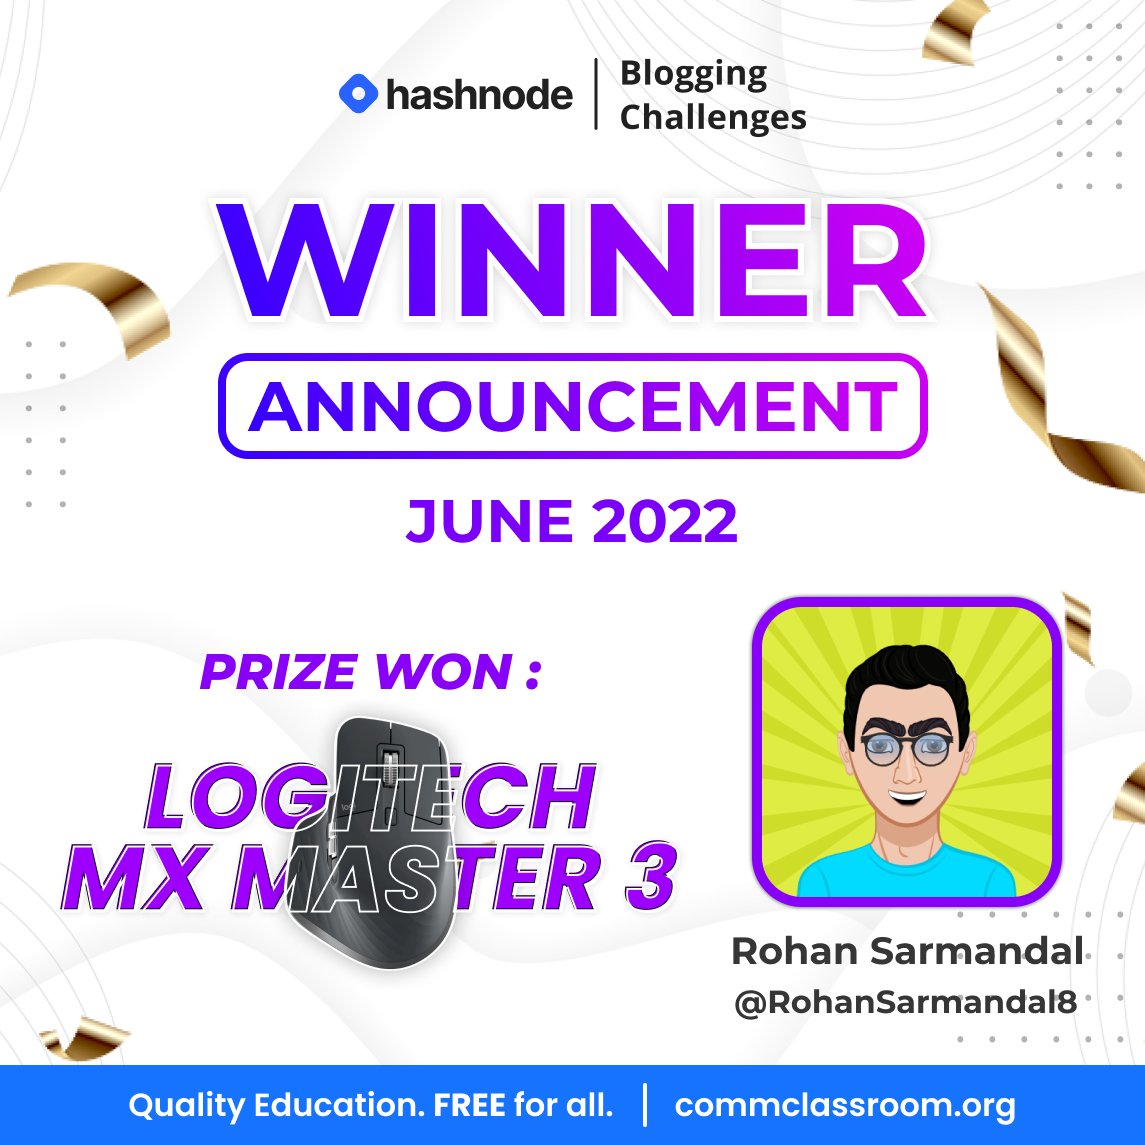 hashnode
Blogging
Challenges
WINNER
ANNOUNCEMENT
JUNE 2022
PRIZE WON :
LOGITECH
MX MASTER 3
logi
Rohan Sarmandal
@RohanSarmandal8
Quality Education. FREE for all.
commclassroom.org